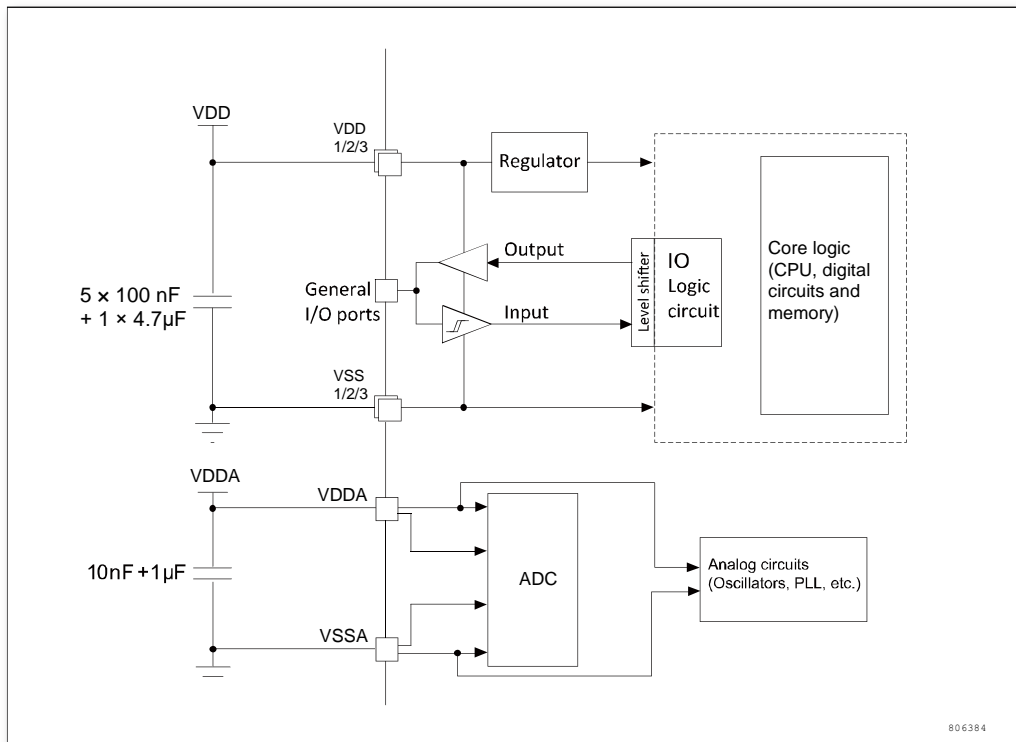 VDD
VDD
1/2/3
Regulator
Output
General
I/O ports
Input
Level shifter
IO
Logic
circuit
Core logic
(CPU, digital
circuits and
memory)
5 × 100 nF
+ 1 × 4.7μF
VSS
1/2/3
VDDA
VDDA
10nF+1μF
ADC
Analog circuits
(Oscillators, PLL, etc.)
VSSA
806384